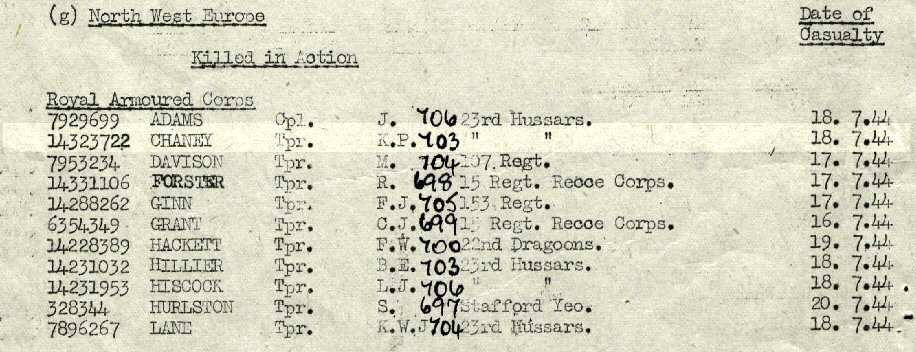 (g) North West Europe Date of
Casualty
Killed in Action
Royal Armoured Corps
7929699 ADAMS Cpl. J. 706 23rd Hussars. 18. 7.44
14323722 CHANEY Tpr. K.P. 703 " " 18. 7.44
7953234 DAVISON Tpr. M. 704 107 Regt. 17. 7.44
14331106 FORSTER Tpr. R. 698 15 Regt. Recce Corps. 17. 7.44
14288262 GINN Tpr. F.J. 705 153 Regt. 17. 7.44
6354349 GRANT Tpr. C.J. 699 15 Regt. Recce Corps. 16. 7.44
14228389 HACKETT Tpr. F.W. 700 22nd Dragoons. 19. 7.44
14231032 HILLIER Tpr. B.E. 703 23rd Hussars. 18. 7.44
14231953 HISCOCK Tpr. L.J. 706 " " 18. 7.44
328344 HURLSTON Tpr. S. 697 Stafford Yeo. 20. 7.44
7896267 LANE Tpr. K.W.J 704 23rd Hussars. 18. 7.44.